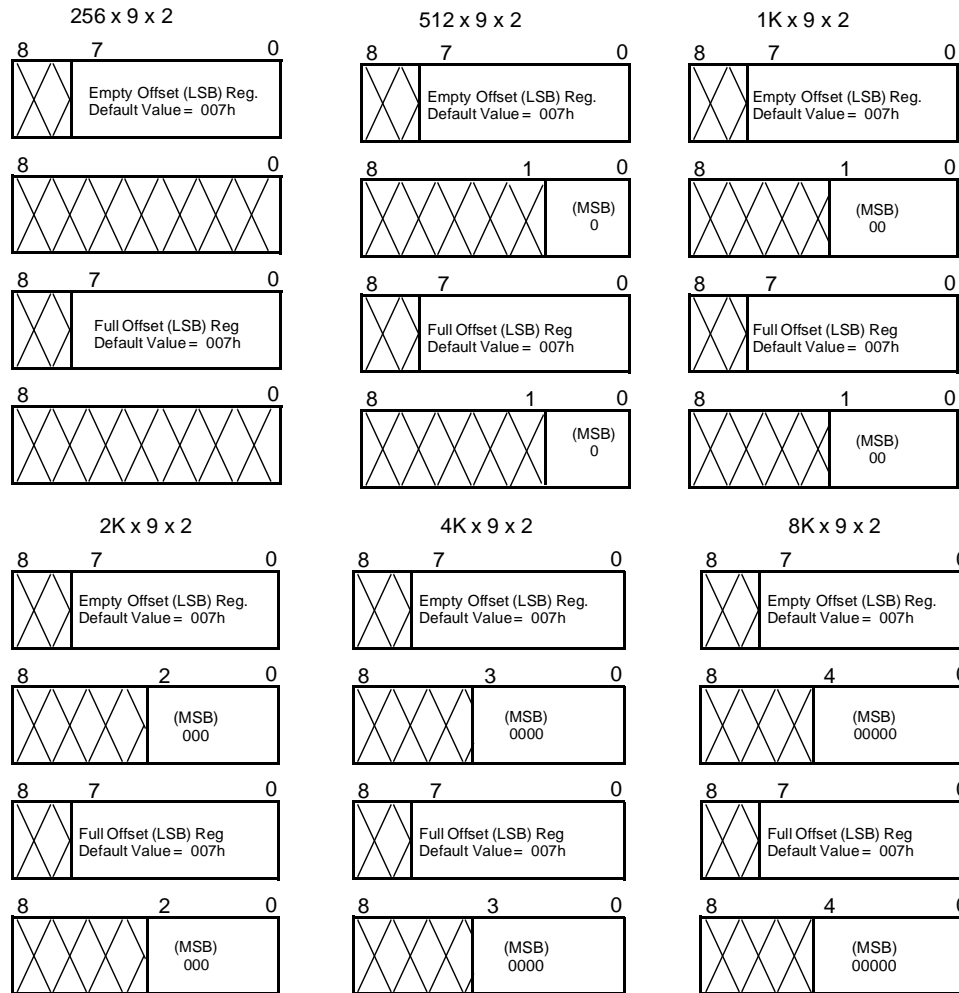 256 x 9 x 2
8 7 0
Empty Offset (LSB) Reg.
Default Value = 007h
8 0
8 7 0
Full Offset (LSB) Reg
Default Value = 007h
8 0
512 x 9 x 2
8 7 0
Empty Offset (LSB) Reg.
Default Value = 007h
8 1 0
(MSB)
0
8 7 0
Full Offset (LSB) Reg
Default Value = 007h
8 1 0
(MSB)
0
1K x 9 x 2
8 7 0
Empty Offset (LSB) Reg.
Default Value = 007h
8 1 0
(MSB)
00
8 7 0
Full Offset (LSB) Reg
Default Value = 007h
8 1 0
(MSB)
00
2K x 9 x 2
8 7 0
Empty Offset (LSB) Reg.
Default Value = 007h
8 2 0
(MSB)
000
8 7 0
Full Offset (LSB) Reg
Default Value = 007h
8 2 0
(MSB)
000
4K x 9 x 2
8 7 0
Empty Offset (LSB) Reg.
Default Value = 007h
8 3 0
(MSB)
0000
8 7 0
Full Offset (LSB) Reg
Default Value = 007h
8 3 0
(MSB)
0000
8K x 9 x 2
8 7
Empty Offset (LSB) Reg.
Default Value = 007h
8 4
(MSB)
00000
8 7
Full Offset (LSB) Reg
Default Value = 007h
8 4
(MSB)
00000